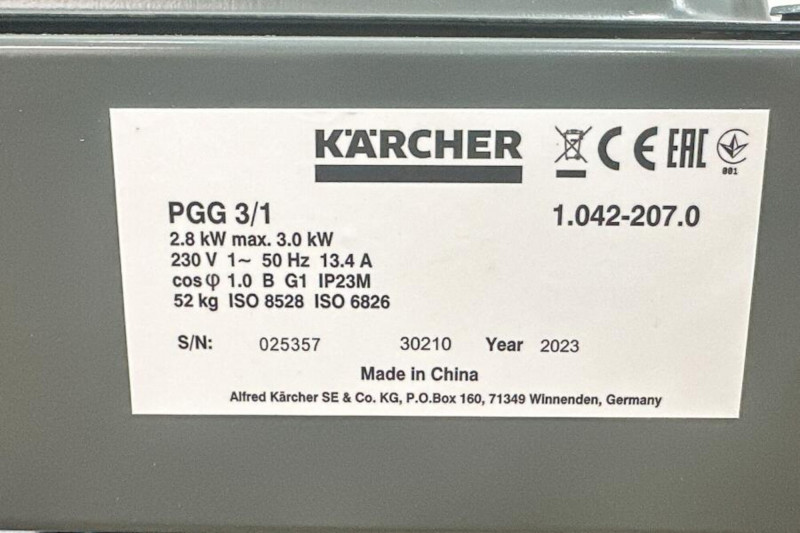 KÄRCHER CE EAC
001
PGG 3/1 1.042-207.0
2.8 kW max. 3.0 kW
230 V 1~ 50 Hz 13.4 A
cos φ 1.0 B G1 IP23M
52 kg ISO 8528 ISO 6826
S/N: 025357 30210 Year 2023
Made in China
Alfred Kärcher SE & Co. KG, P.O.Box 160, 71349 Winnenden, Germany